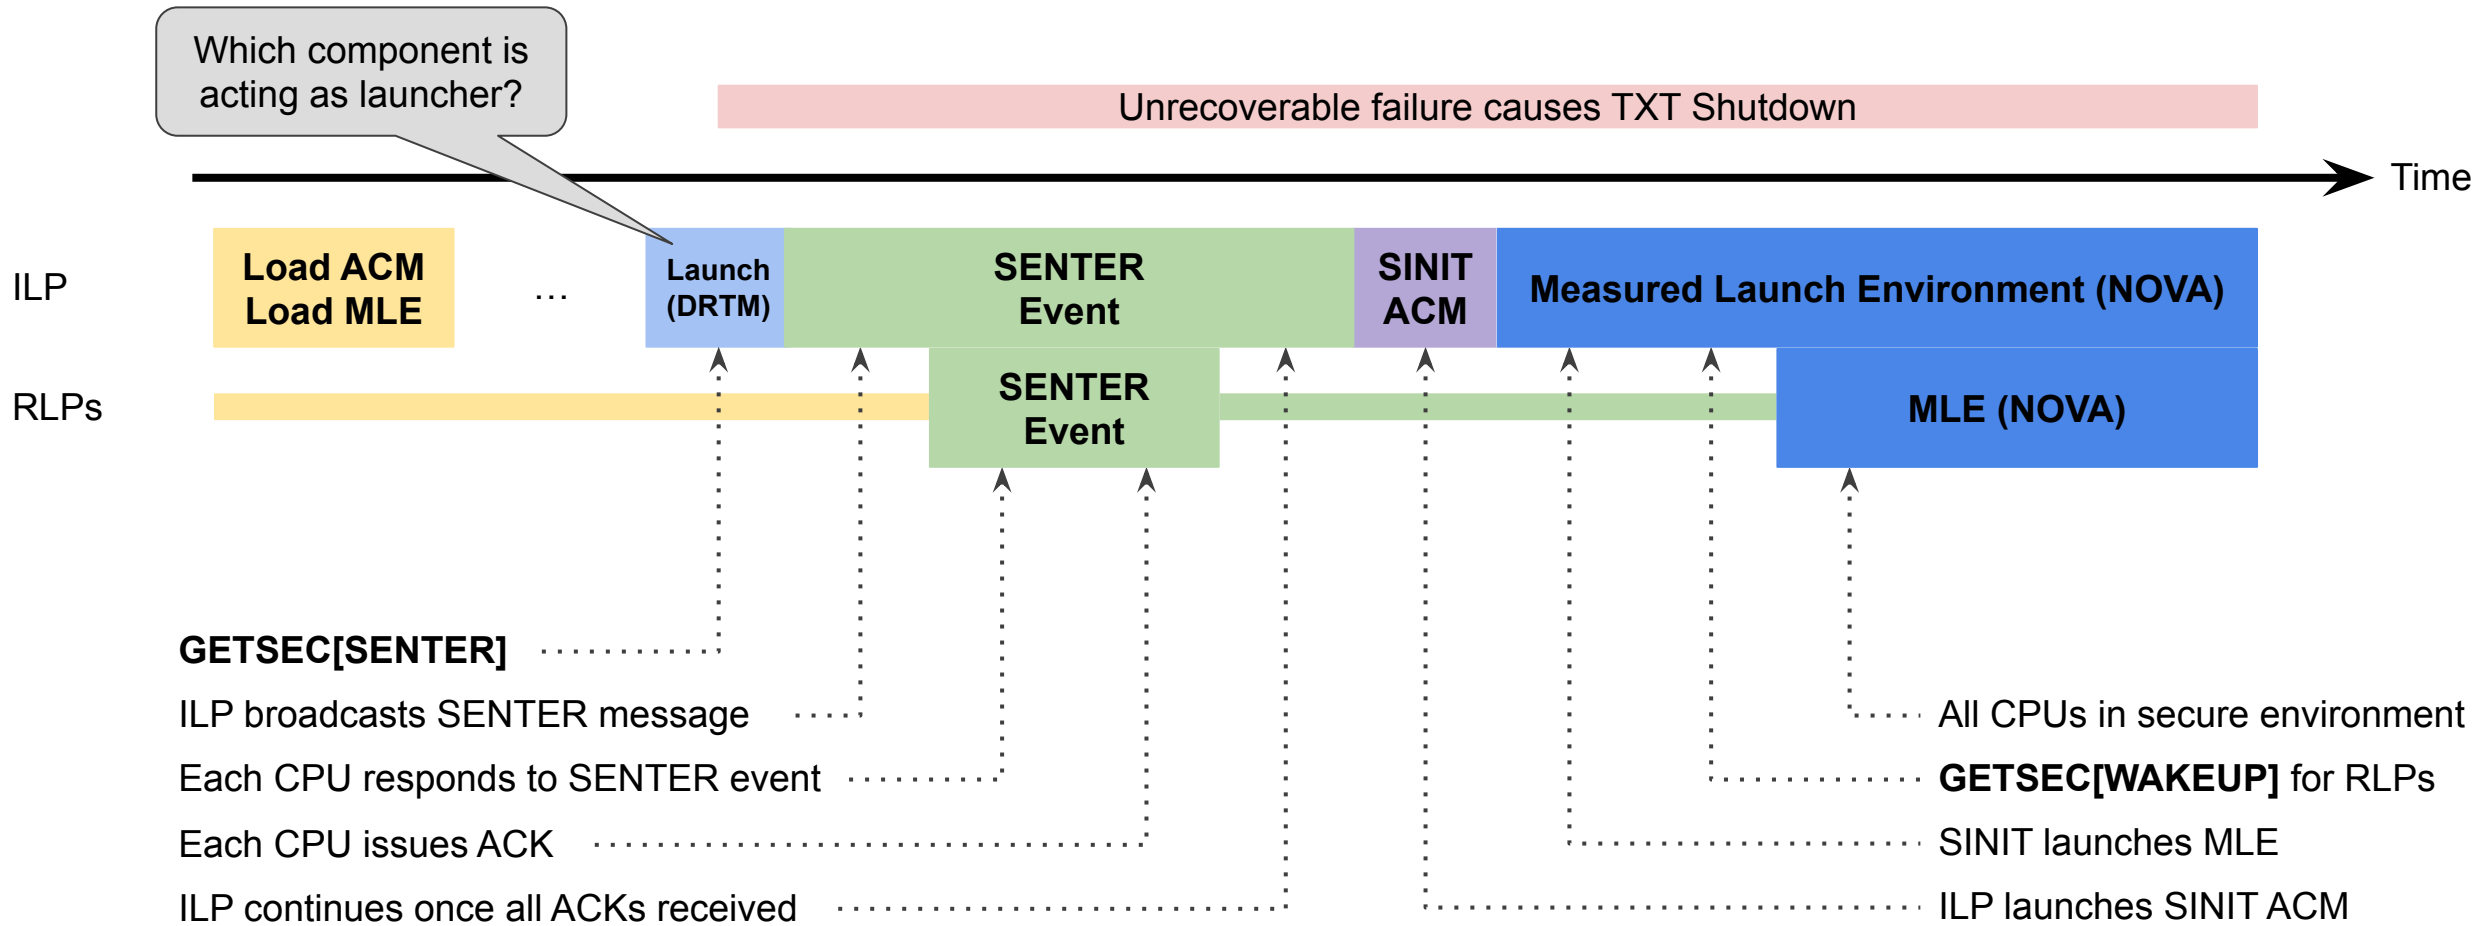 Which component is
acting as launcher?
Unrecoverable failure causes TXT Shutdown
Time
ILP
Load ACM
Load MLE
...
Launch
(DRTM)
SENTER
Event
SINIT
ACM
Measured Launch Environment (NOVA)
RLPs
SENTER
Event
MLE (NOVA)
GETSEC[SENTER]
ILP broadcasts SENTER message
Each CPU responds to SENTER event
Each CPU issues ACK
ILP continues once all ACKs received
All CPUs in secure environment
GETSEC[WAKEUP] for RLPs
SINIT launches MLE
ILP launches SINIT ACM